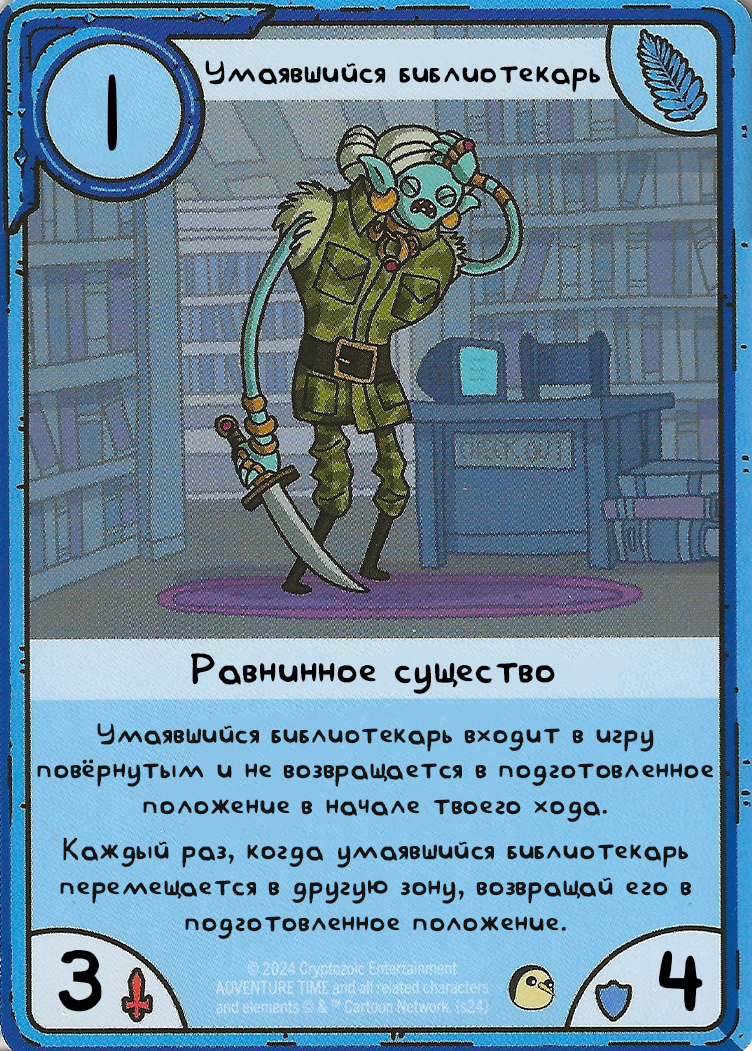 1
Умаявшийся библиотекарь
CHECK OUT
Равнинное существо
Умаявшийся библиотекарь входит в игру
повёрнутым и не возвращается в подготовленное
положение в начале твоего хода.
Каждый раз, когда умаявшийся библиотекарь
перемещается в другую зону, возвращай его в
подготовленное положение.
3
© 2024 Cryptozoic Entertainment
ADVENTURE TIME and all related characters
and elements © & ™ Cartoon Network. (s24)
4